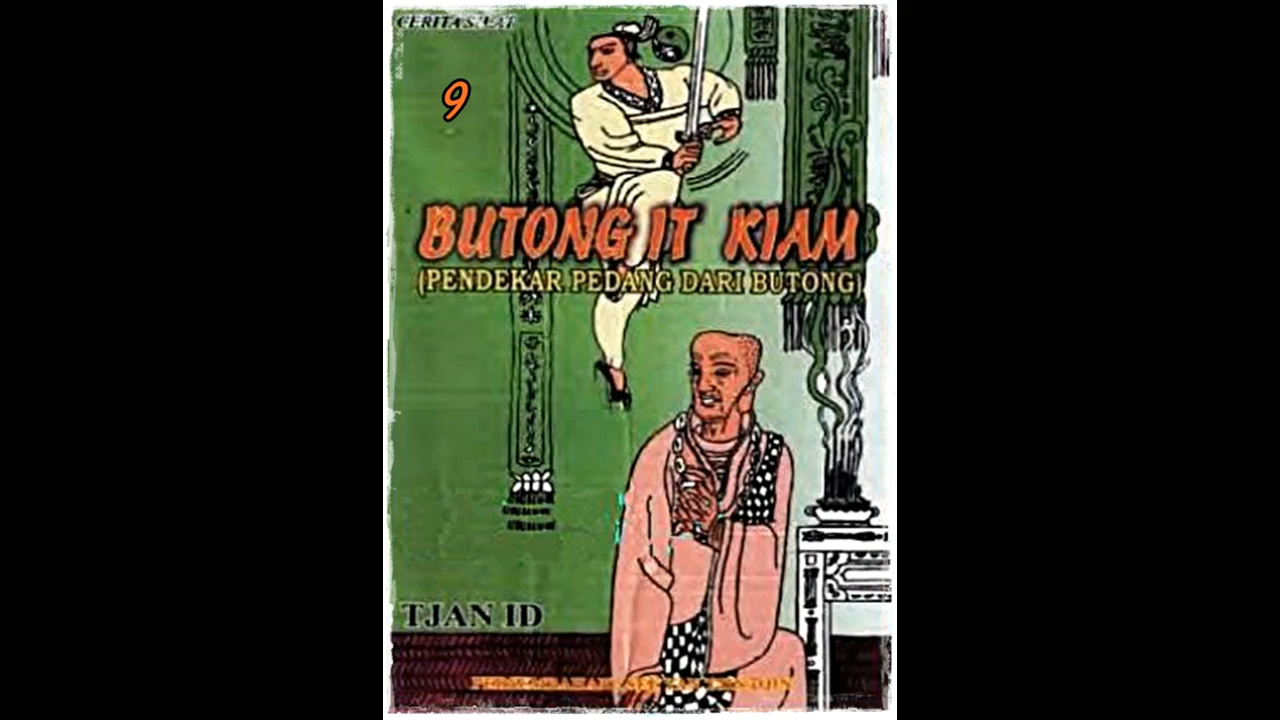 CERITA SILAT
9
BUTONG IT KIAM
(PENDEKAR PEDANG DARI BUTONG)
TJAN ID